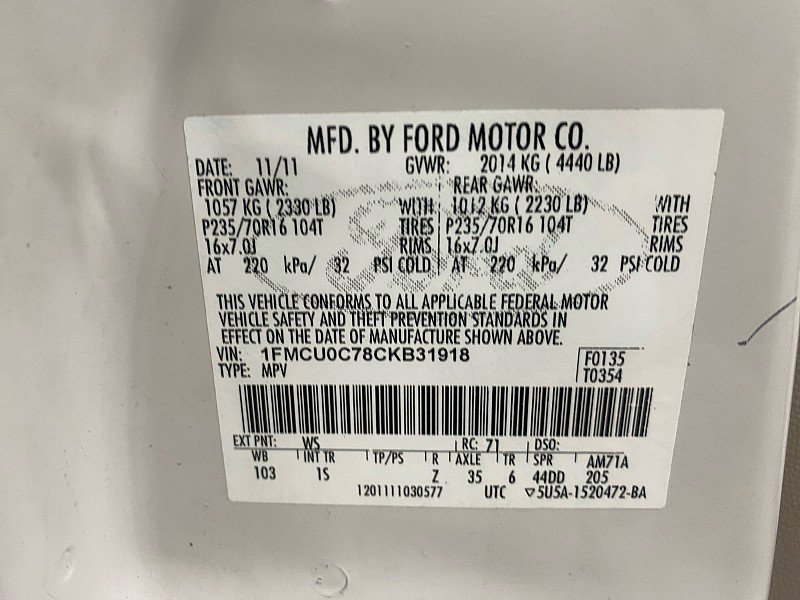 MFD. BY FORD MOTOR CO.
DATE: 11/11 GVWR: 2014 KG ( 4440 LB)
FRONT GAWR: REAR GAWR:
1057 KG ( 2330 LB) WITH 1012 KG ( 2230 LB) WITH
P235/70R16 104T TIRES P235/70R16 104T TIRES
16x7.0J RIMS 16x7.0J RIMS
AT 220 kPa/ 32 PSI COLD AT 220 kPa/ 32 PSI COLD
THIS VEHICLE CONFORMS TO ALL APPLICABLE FEDERAL MOTOR
VEHICLE SAFETY AND THEFT PREVENTION STANDARDS IN
EFFECT ON THE DATE OF MANUFACTURE SHOWN ABOVE.
VIN: 1FMCU0C78CKB31918 F0135
TYPE: MPV T0354
EXT PNT: WS RC: 71 DSO:
WB INT TR TP/PS R AXLE TR SPR AM71A
103 1S Z 35 6 44DD 205
1201111030577 UTC ▽5U5A-1520472-BA